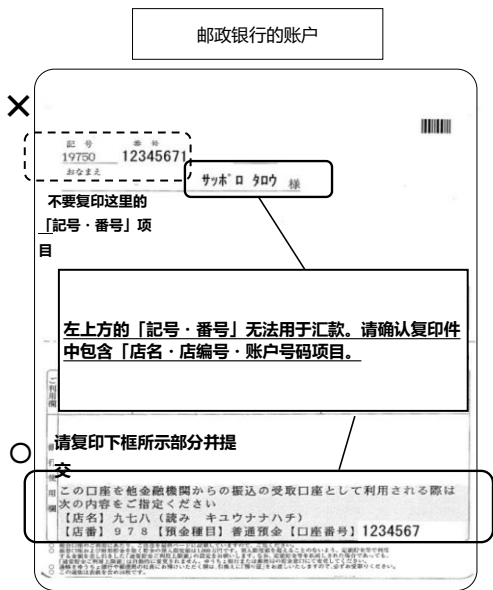 邮政银行的账户
×
記号 番号
19750 12345671
おなまえ
サッポロ タロウ 様
不要复印这里的
「記号・番号」项
目
左上方的「記号・番号」无法用于汇款。请确认复印件
中包含「店名・店编号・账户号码项目。
ご利用欄
○
请复印下框所示部分并提
交
この口座を他金融機関からの振込の受取口座として利用される際は
次の内容をご指定ください
【店名】九七八(読み キユウナナハチ)
【店番】978【預金種目】普通預金【口座番号】1234567